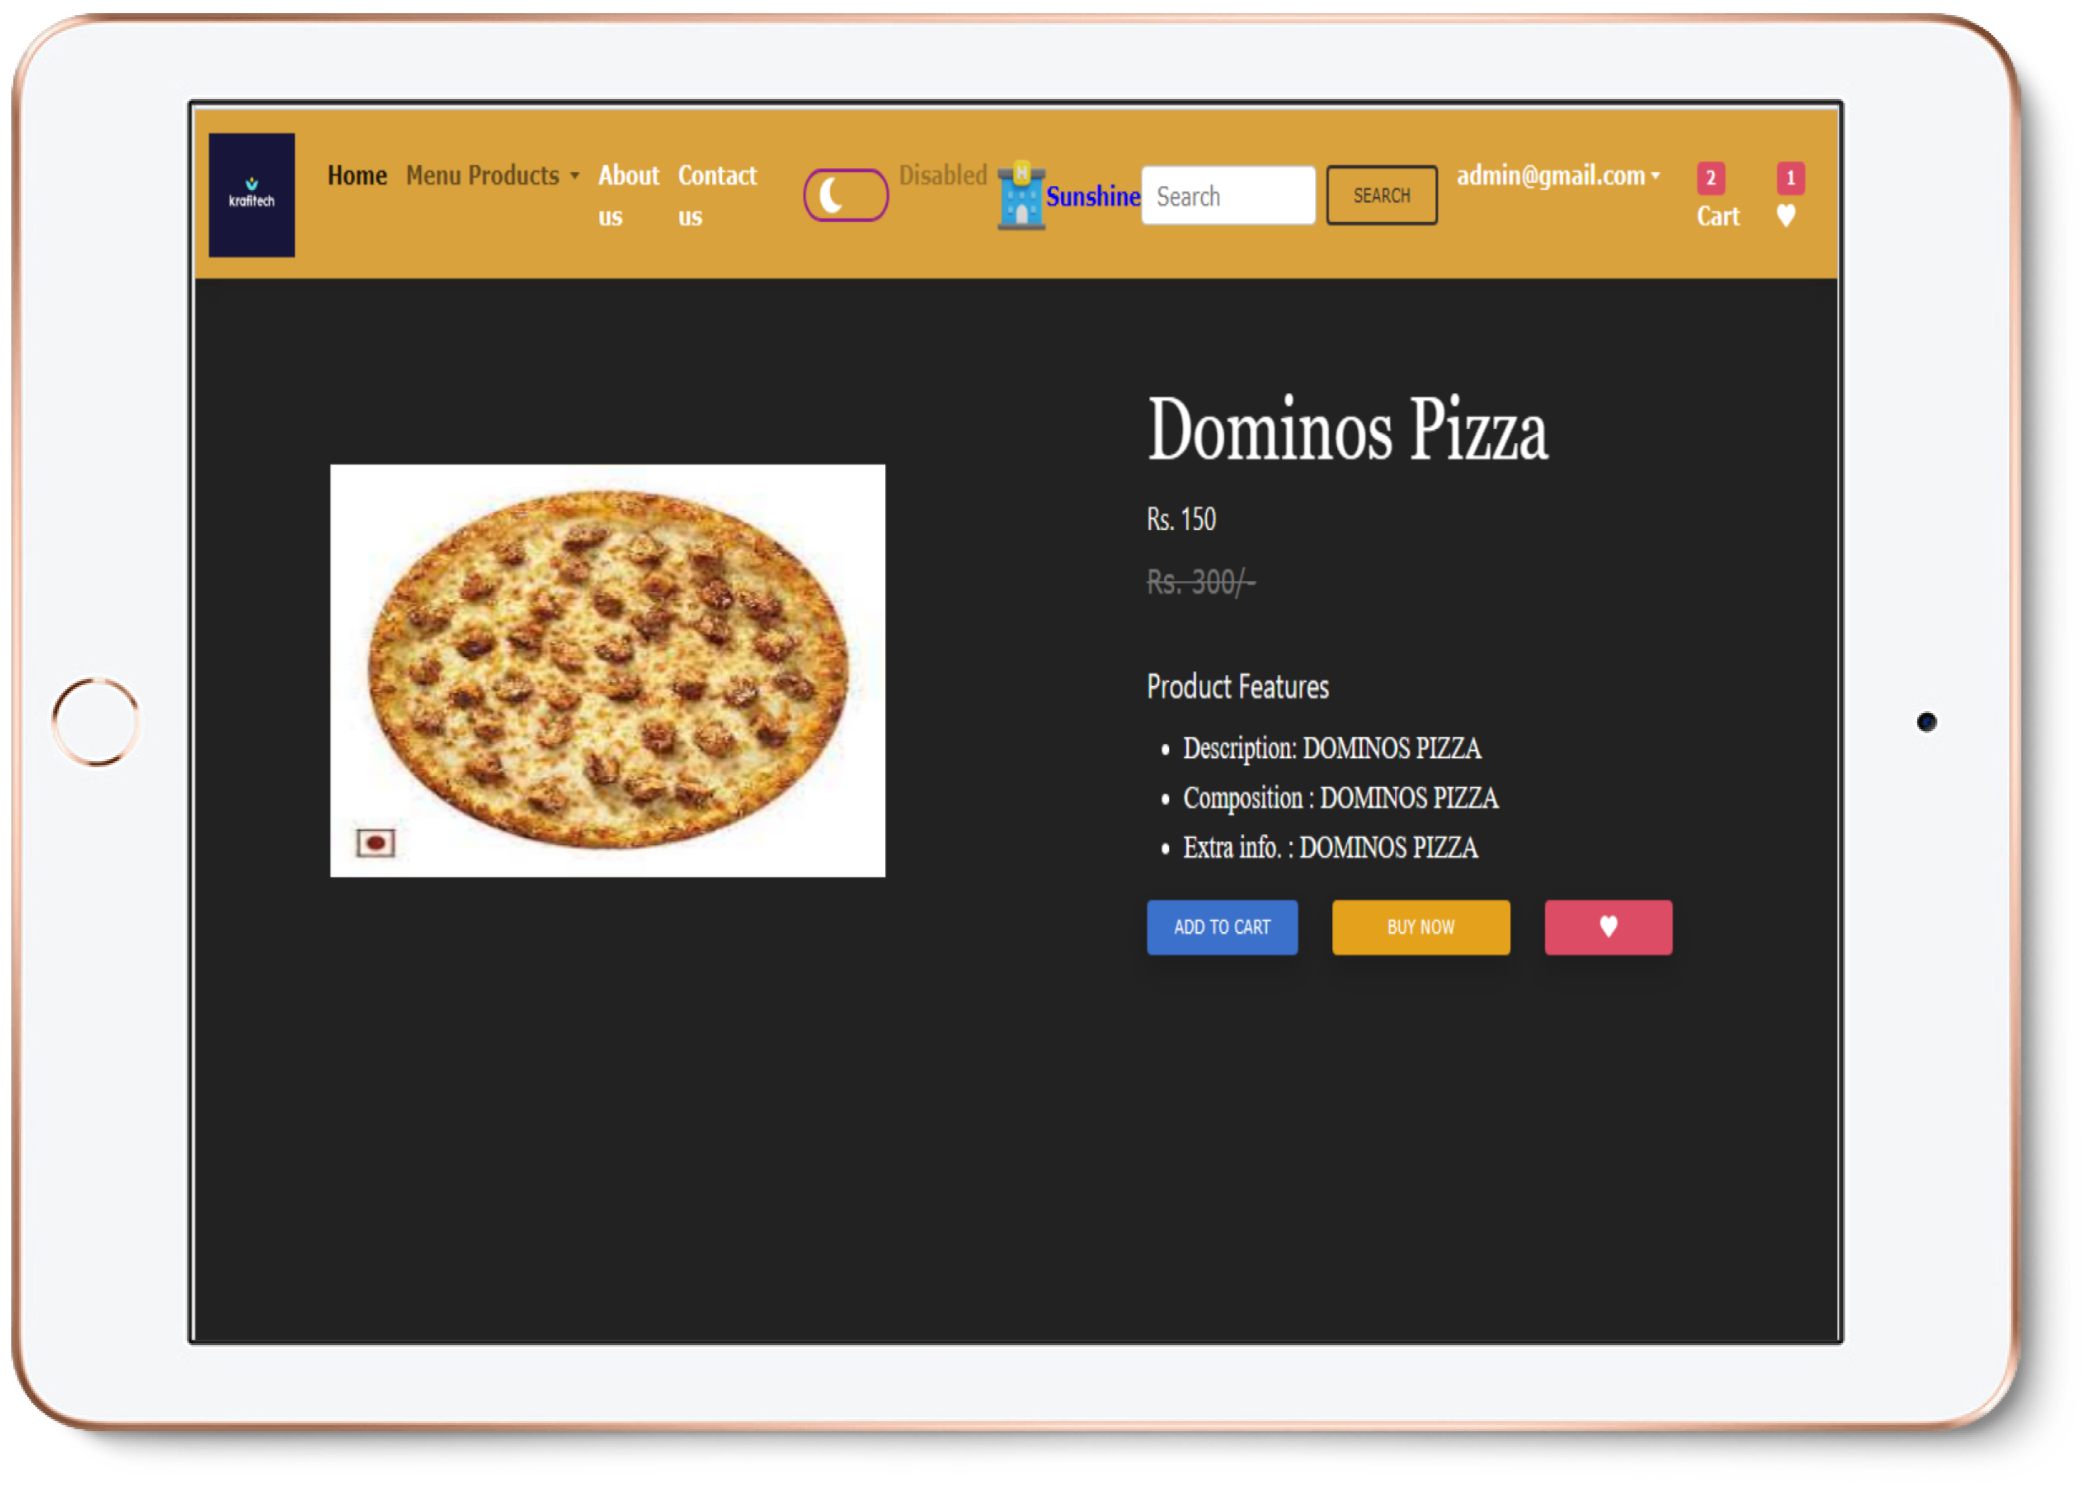 krafitech
Home Menu Products About us Contact us Disabled H Sunshine Search SEARCH admin@gmail.com 2 Cart 1
Dominos Pizza
Rs. 150
Rs. 300/-
Product Features
Description: DOMINOS PIZZA
Composition : DOMINOS PIZZA
Extra info. : DOMINOS PIZZA
ADD TO CART BUY NOW